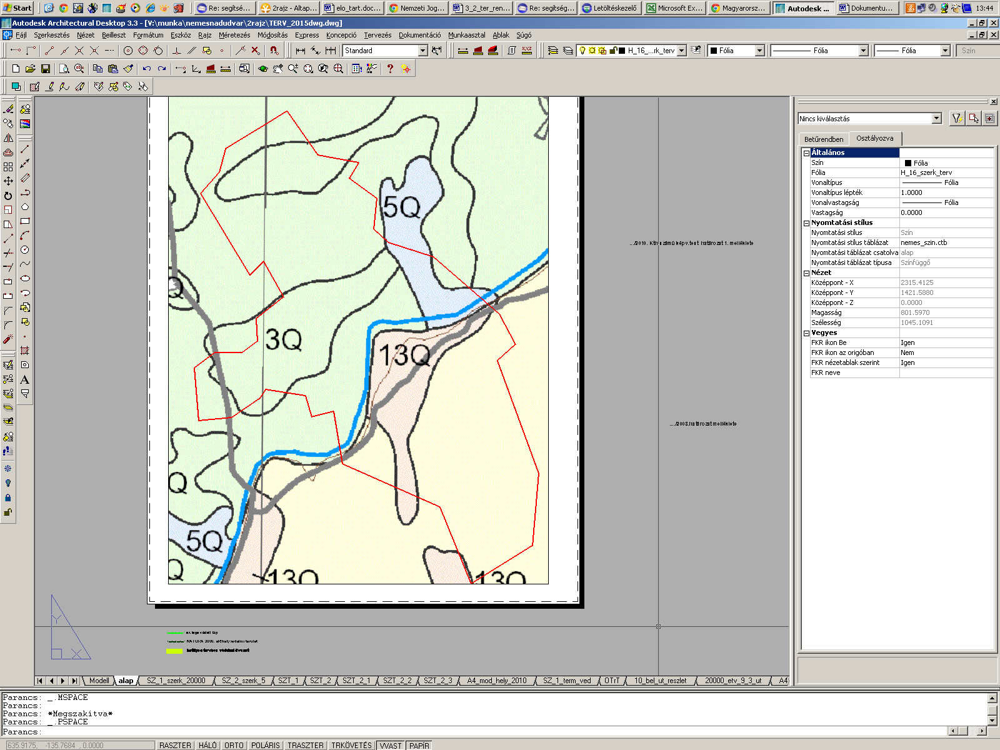 Start
Re: segítsé...
2rajz - Altap...
elo_tart.doc...
Nemzeti Jog...
3_2_ter_ren...
Re: segítség...
Letöltéskezelő
Microsoft Ex...
Magyarorsz...
Autodesk ...
Dokumentu...
13:44
Autodesk Architectural Desktop 3.3 - [V:\munka\nemesnadudvar\2rajz\TERV_2015dwg.dwg]
Fájl Szerkesztés Nézet Beilleszt Formátum Eszköz Rajz Méretezés Módosítás Express Koncepció Tervezés Dokumentáció Munkaasztal Ablak Súgó
Standard
H_16_...rk_terv
Fólia
Fólia
Fólia
Szín
Nincs kiválasztás
Betűrendben Osztályozva
Általános
Szín Fólia
Fólia H_16_szerk_terv
Vonaltípus Fólia
Vonaltípus lépték 1.0000
Vonalvastagság Fólia
Vastagság 0.0000
Nyomtatási stílus
Nyomtatási stílus Szín
Nyomtatási stílus táblázat nemes_szin.ctb
Nyomtatási táblázat csatolva alap
Nyomtatási táblázat típusa Színfüggő
Nézet
Középpont - X 2315.4125
Középpont - Y 1421.5880
Középpont - Z 0.0000
Magasság 801.5970
Szélesség 1045.1091
Vegyes
FKR ikon Be Igen
FKR ikon az origóban Nem
FKR nézetablak szerint Igen
FKR neve
5Q
Q
3Q
13Q
Q
5Q
Q
13Q
13Q
..../2008.határozat melléklete
Y
X
NATURA 2000.
Modell alap SZ_1_szerk_20000 SZ_2_szerk_5 SZT_1 SZT_2 SZT_2_1 SZT_2_2 SZT_2_3 A4_mod_hely_2010 SZ_1_term_ved OTrT 10_bel_ut_reszlet 20000_etv_9_3_ut A4
Parancs: _.MSPACE
Parancs:
Parancs: *Megszakítva*
Parancs: _.PSPACE
Parancs:
635.9175, -135.7684 , 0.0000
RASZTER HÁLÓ ORTO POLÁRIS TRASZTER TRKÖVETÉS VVAST PAPÍR